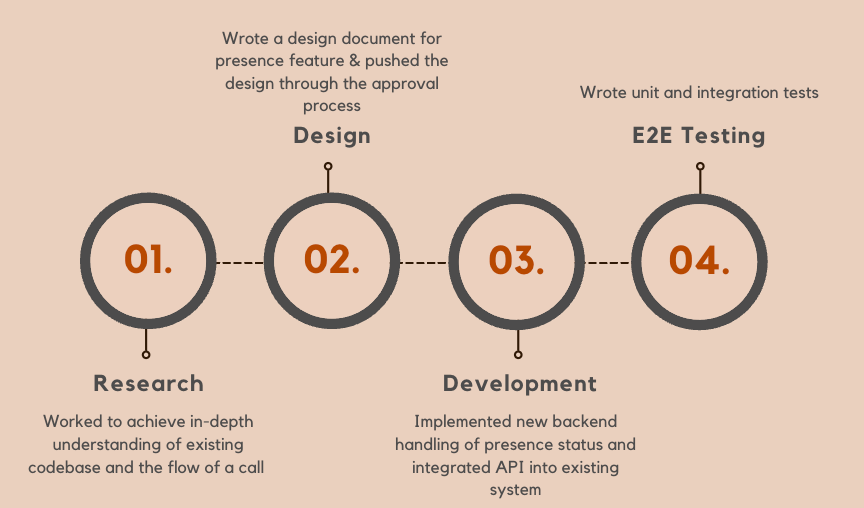 Wrote a design document for
presence feature & pushed the
design through the approval
process
Design
Wrote unit and integration tests
E2E Testing
01.
02.
03.
04.
Research
Worked to achieve in-depth
understanding of existing
codebase and the flow of a call
Development
Implemented new backend
handling of presence status and
integrated API into existing
system